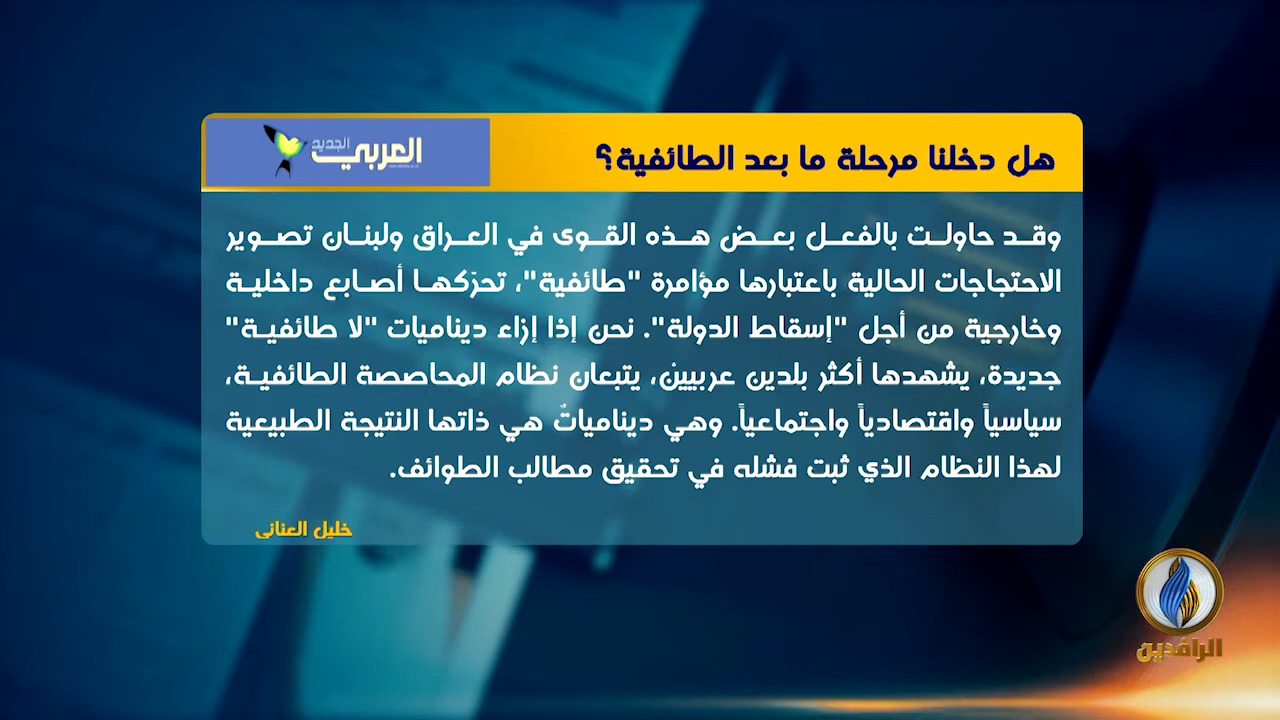 هل دخلنا مرحلة ما بعد الطائفية؟
العربي الجديد
وقد حاولت بالفعل بعض هذه القوى في العراق ولبنان تصوير
الاحتجاجات الحالية باعتبارها مؤامرة "طائفية"، تحرّكها أصابع داخلية
وخارجية من أجل "إسقاط الدولة". نحن إذا إزاء ديناميات "لا طائفية"
جديدة، يشهدها أكثر بلدين عربيين، يتبعان نظام المحاصصة الطائفية،
سياسياً واقتصادياً واجتماعياً. وهي دينامياتٌ هي ذاتها النتيجة الطبيعية
لهذا النظام الذي ثبت فشله في تحقيق مطالب الطوائف.
خليل العناني
الرافدين